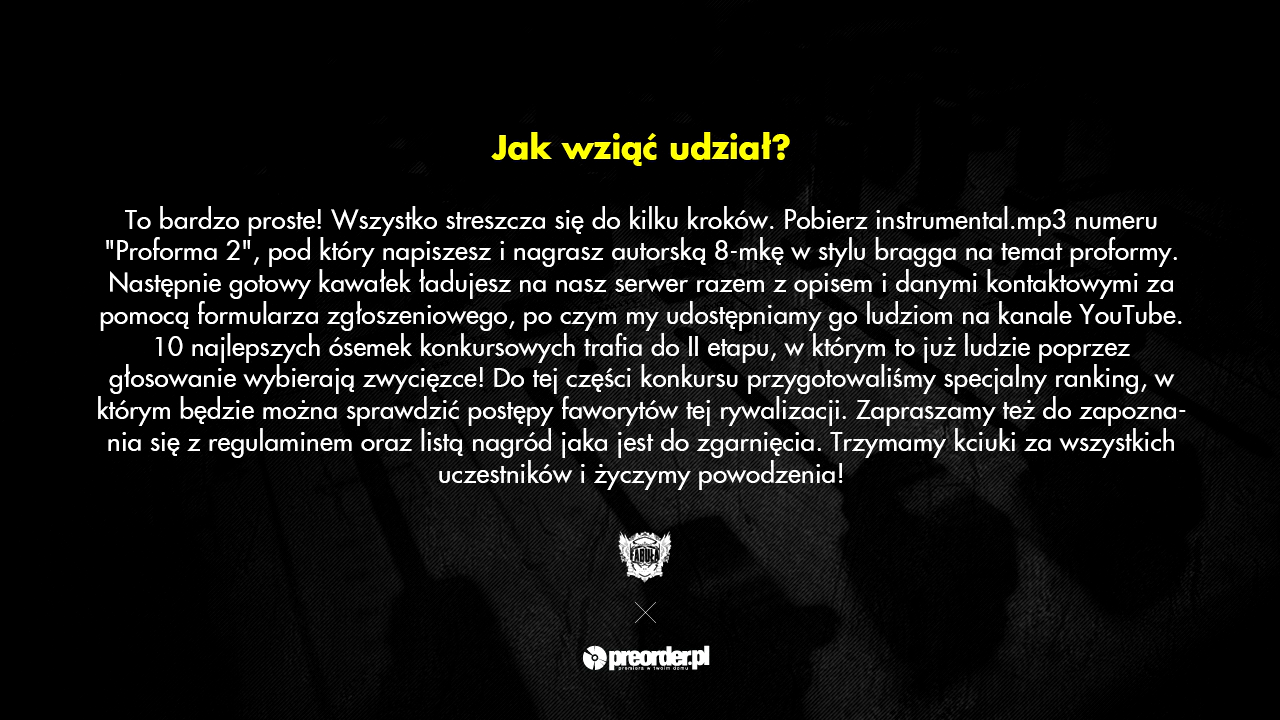 Jak wziąć udział?
To bardzo proste! Wszystko streszcza się do kilku kroków. Pobierz instrumental.mp3 numeru
"Proforma 2", pod który napiszesz i nagrasz autorską 8-mkę w stylu bragga na temat proformy.
Następnie gotowy kawałek ładujesz na nasz serwer razem z opisem i danymi kontaktowymi za
pomocą formularza zgłoszeniowego, po czym my udostępniamy go ludziom na kanale YouTube.
10 najlepszych ósemek konkursowych trafia do II etapu, w którym to już ludzie poprzez
głosowanie wybierają zwycięzce! Do tej części konkursu przygotowaliśmy specjalny ranking, w
którym będzie można sprawdzić postępy faworytów tej rywalizacji. Zapraszamy też do zapozna-
nia się z regulaminem oraz listą nagród jaka jest do zgarnięcia. Trzymamy kciuki za wszystkich
uczestników i życzymy powodzenia!
FABUŁA
preorder.pl
premiera w twoim domu